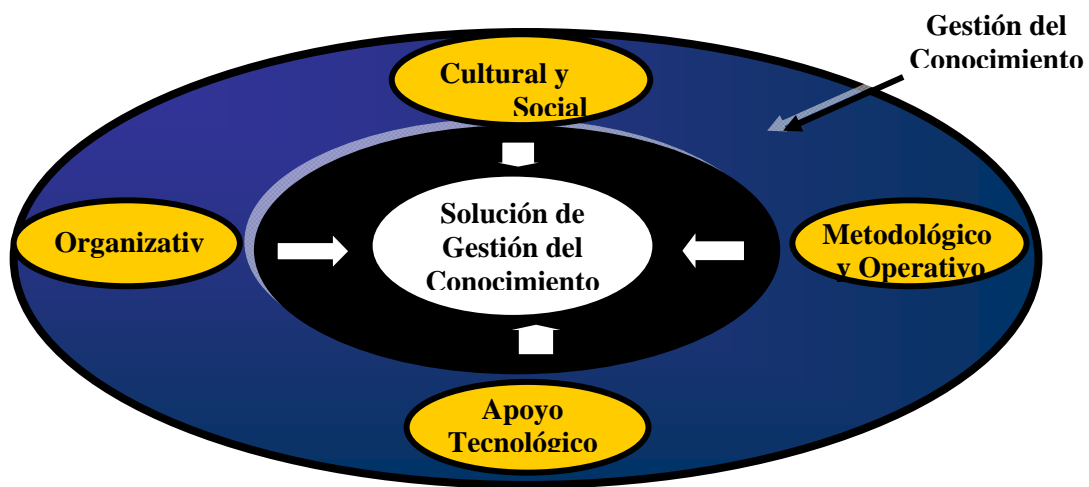 Gestión del
Conocimiento
Cultural y
Social
Organizativ
Solución de
Gestión del
Conocimiento
Metodológico
y Operativo
Apoyo
Tecnológico